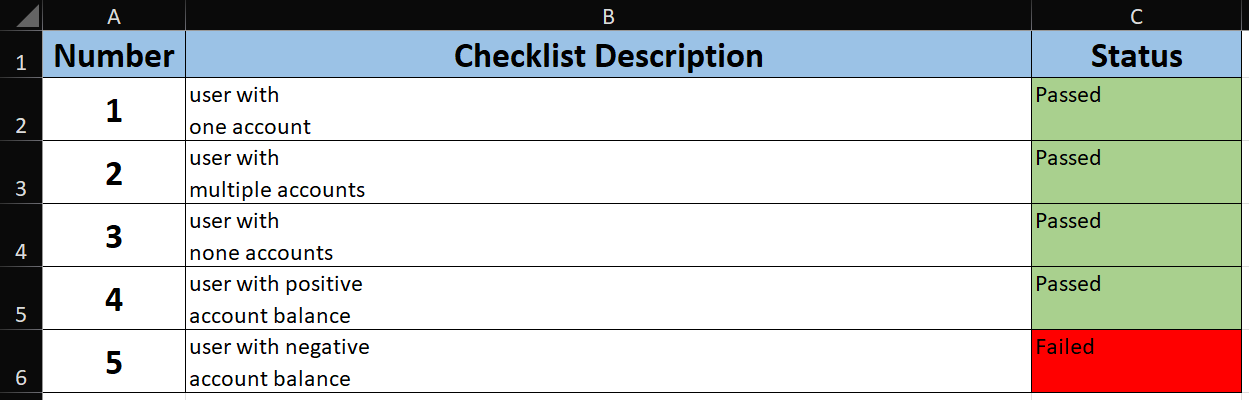 A B C
1 Number Checklist Description Status
2 1 user with Passed
one account
3 2 user with Passed
multiple accounts
4 3 user with Passed
none accounts
5 4 user with positive Passed
account balance
6 5 user with negative Failed
account balance